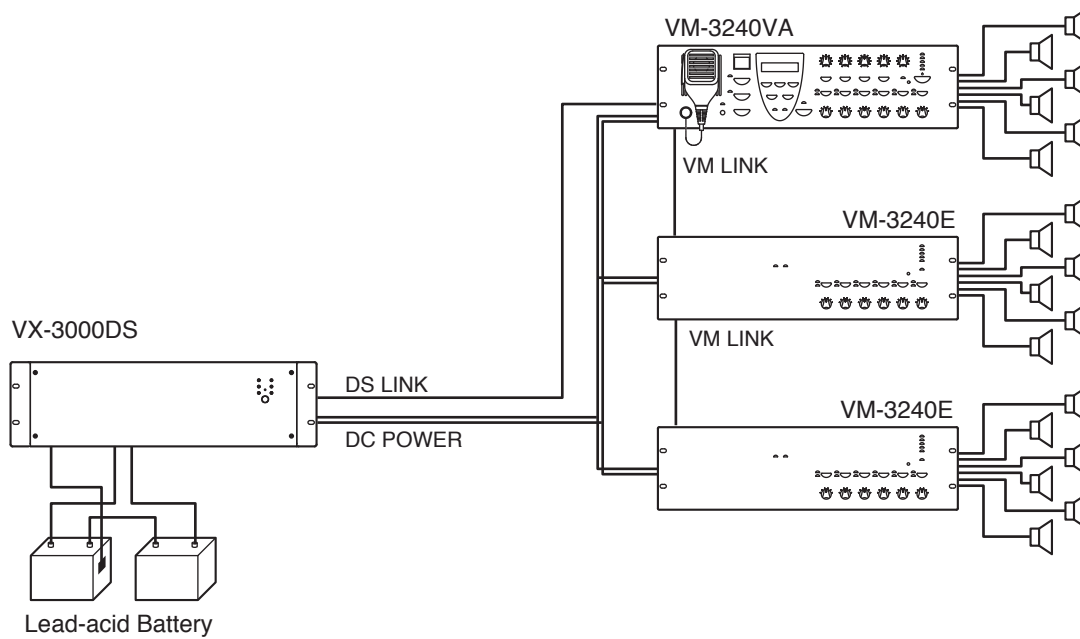 VM-3240VA
VM LINK
VM-3240E
VM LINK
VX-3000DS
DS LINK
DC POWER
VM-3240E
Lead-acid Battery